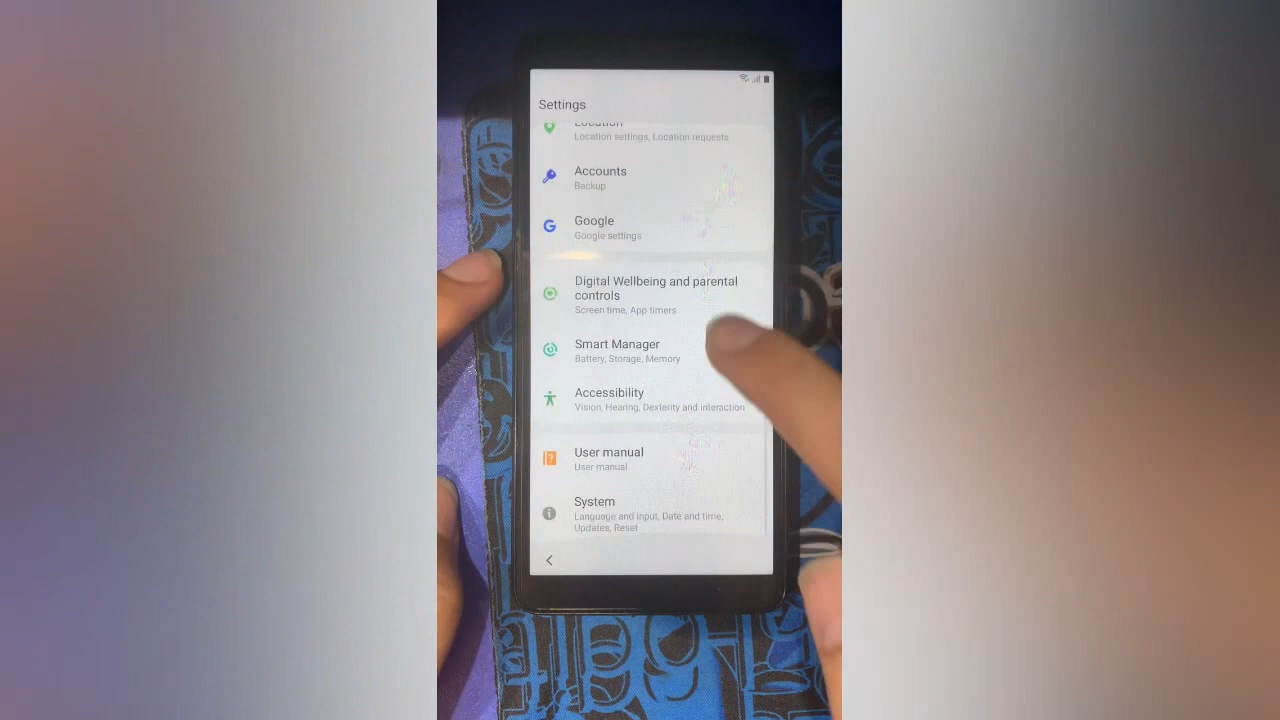 Settings
Location
Location settings, Location requests
Accounts
Backup
Google
Google settings
Digital Wellbeing and parental
controls
Screen time, App timers
Smart Manager
Battery, Storage, Memory
Accessibility
Vision, Hearing, Dexterity and interaction
User manual
User manual
System
Language and input, Date and time,
Updates, Reset